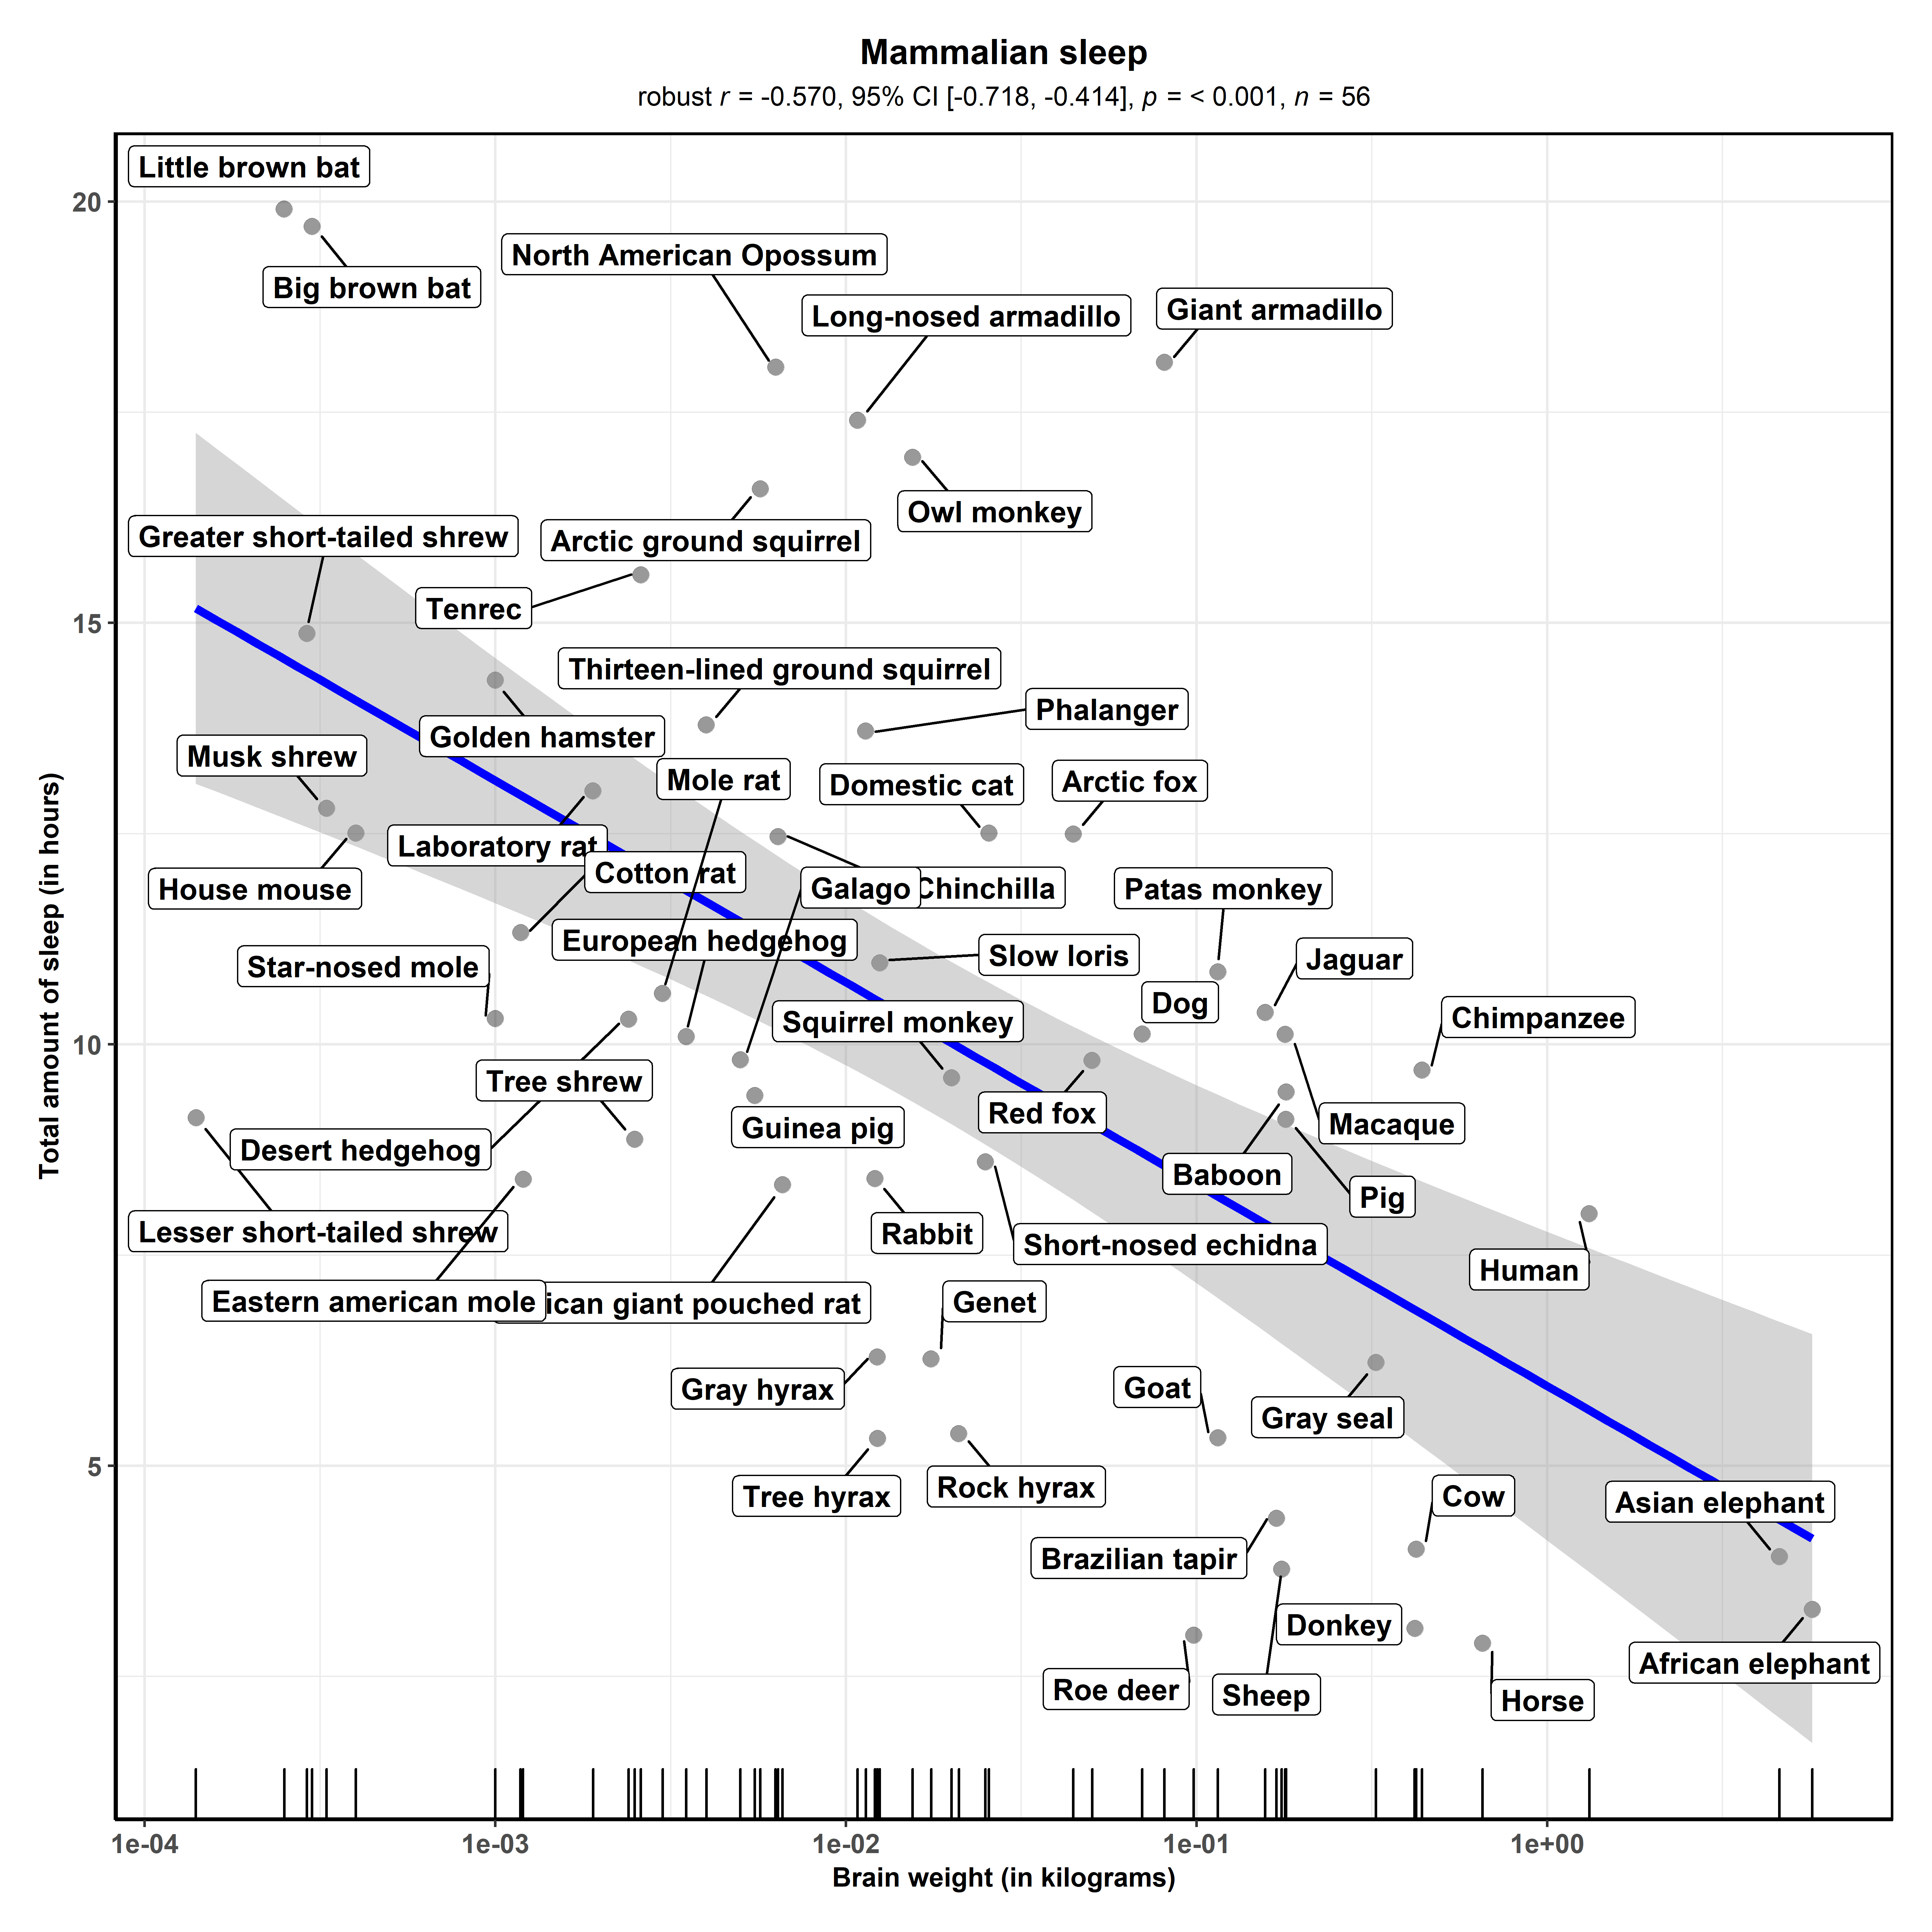 Mammalian sleep
robust r = -0.570, 95% CI [-0.718, -0.414], p = < 0.001, n = 56
Little brown bat
20
North American Opossum
Big brown bat
Giant armadillo
Long-nosed armadillo
Owl monkey
Greater short-tailed shrew
Arctic ground squirrel
Tenrec
15
Thirteen-lined ground squirrel
Phalanger
Golden hamster
Musk shrew
Mole rat
Domestic cat
Arctic fox
Laboratory rat
Cotton rat
House mouse
Galago
Chinchilla
Patas monkey
European hedgehog
Slow loris
Jaguar
Star-nosed mole
Dog
Squirrel monkey
Chimpanzee
10
Tree shrew
Red fox
Macaque
Guinea pig
Desert hedgehog
Baboon
Pig
Lesser short-tailed shrew
Rabbit
Short-nosed echidna
Human
Eastern american mole
ican giant pouched rat
Genet
Gray hyrax
Goat
Gray seal
5
Tree hyrax
Rock hyrax
Cow
Asian elephant
Brazilian tapir
Donkey
African elephant
Roe deer
Sheep
Horse
Total amount of sleep (in hours)
1e-04
1e-03
1e-02
1e-01
1e+00
Brain weight (in kilograms)